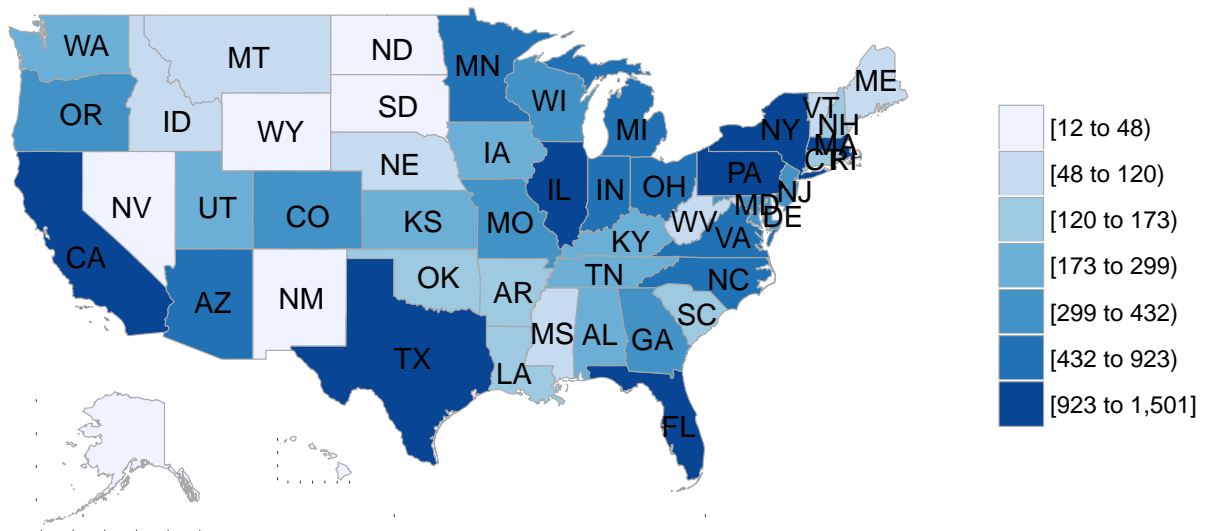 WA
MT
ND
MN
ME
OR
ID
SD
WI
VT
NH
WY
MI
NY
MA
NE
IA
CT
RI
PA
NV
UT
CO
KS
MO
IL
IN
OH
NJ
MD
DE
WV
VA
KY
CA
AZ
NM
OK
AR
TN
NC
SC
MS
AL
GA
TX
LA
FL
[12 to 48)
[48 to 120)
[120 to 173)
[173 to 299)
[299 to 432)
[432 to 923)
[923 to 1,501]